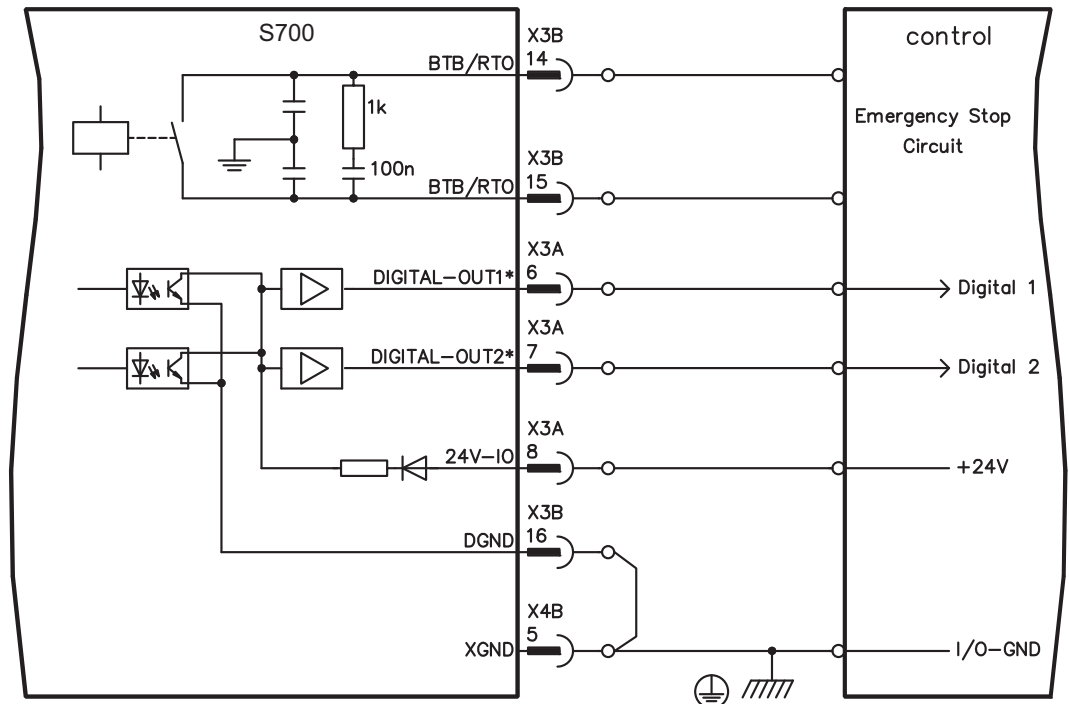 S700
control
X3B
14
BTB/RTO
1k
100n
Emergency Stop
Circuit
X3B
15
BTB/RTO
X3A
6
DIGITAL-OUT1*
Digital 1
X3A
7
DIGITAL-OUT2*
Digital 2
X3A
8
24V-IO
+24V
X3B
16
DGND
X4B
5
XGND
I/O-GND